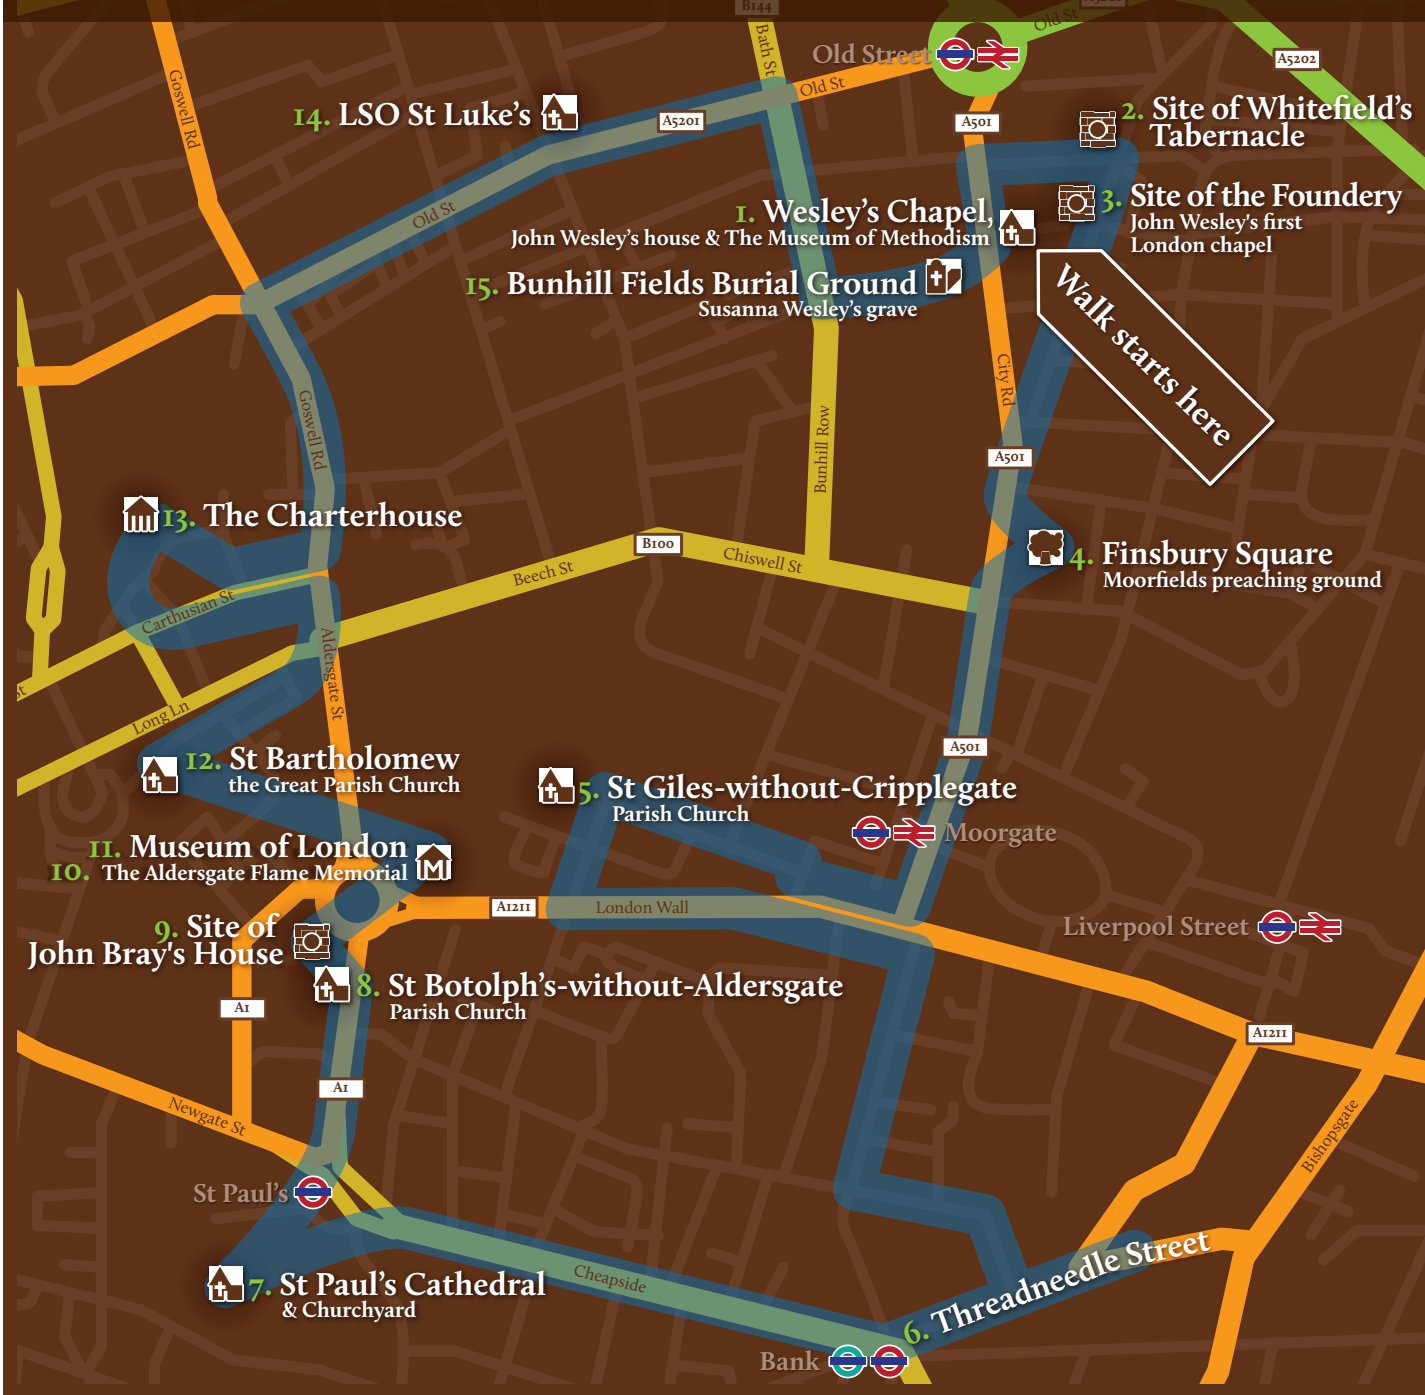 B144
Old St
Bath St
Old Street
A5202
Goswell Rd
Old St
14. LSO St Luke's
A5201
A501
2. Site of Whitefield's
Tabernacle
Old St
1. Wesley's Chapel,
John Wesley's house & The Museum of Methodism
3. Site of the Foundery
John Wesley's first
London chapel
15. Bunhill Fields Burial Ground
Susanna Wesley's grave
Walk starts here
City Rd
Goswell Rd
Bunhill Row
A501
13. The Charterhouse
B100
Chiswell St
Beech St
4. Finsbury Square
Moorfields preaching ground
Carthusian St
Aldersgate St
St
Long Ln
A501
12. St Bartholomew
the Great Parish Church
5. St Giles-without-Cripplegate
Parish Church
Moorgate
11. Museum of London
10. The Aldersgate Flame Memorial
A1211
London Wall
9. Site of
John Bray's House
Liverpool Street
8. St Botolph's-without-Aldersgate
Parish Church
A1
A1211
A1
Newgate St
Bishopsgate
St Paul's
7. St Paul's Cathedral
& Churchyard
Cheapside
6. Threadneedle Street
Bank